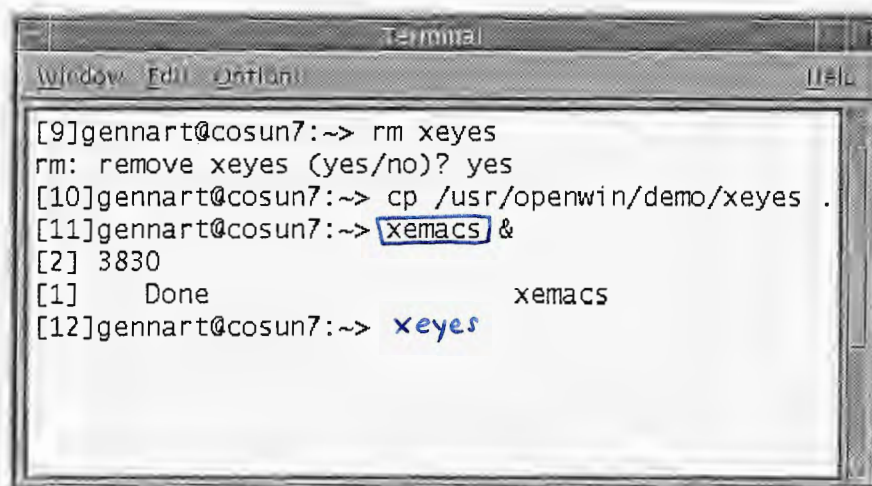 Terminal
Window Edit Options Help
[9]gennart@cosun7:~> rm xeyes
rm: remove xeyes (yes/no)? yes
[10]gennart@cosun7:~> cp /usr/openwin/demo/xeyes .
[11]gennart@cosun7:~> xemacs &
[2] 3830
[1] Done xemacs
[12]gennart@cosun7:~> xeyes